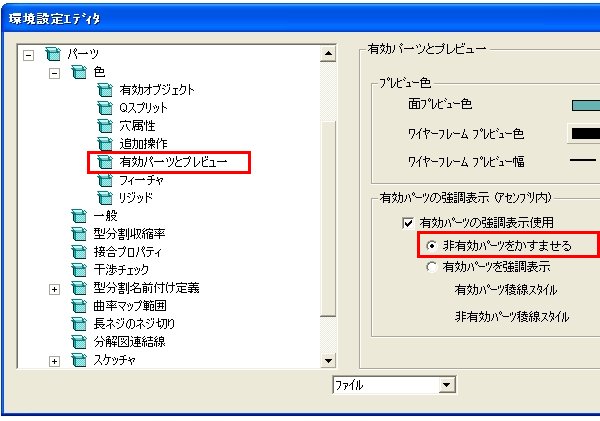 環境設定エディタ
パーツ
色
有効オブジェクト
Qスプリット
穴属性
追加操作
有効パーツとプレビュー
フィーチャ
リジッド
一般
型分割収縮率
接合プロパティ
干渉チェック
型分割名前付け定義
曲率マップ範囲
長ネジのネジ切り
分解図連結線
スケッチャ
有効パーツとプレビュー
プレビュー色
面プレビュー色
ワイヤーフレーム プレビュー色
ワイヤーフレーム プレビュー幅
有効パーツの強調表示 (アセンブリ内)
有効パーツの強調表示使用
非有効パーツをかすませる
有効パーツを強調表示
有効パーツ稜線スタイル
非有効パーツ稜線スタイル
ファイル